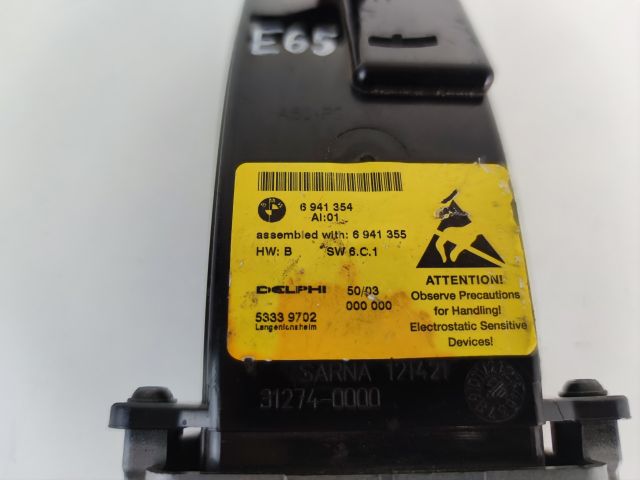 E65
6 941 354
AI:01
assembled with: 6 941 355
HW: B SW 6.C.1
DELPHI 50/03
000 000
5333 9702
Langenlonsheim
ATTENTION!
Observe Precautions
for Handling!
Electrostatic Sensitive
Devices!
SARNA 121421
31274-0000